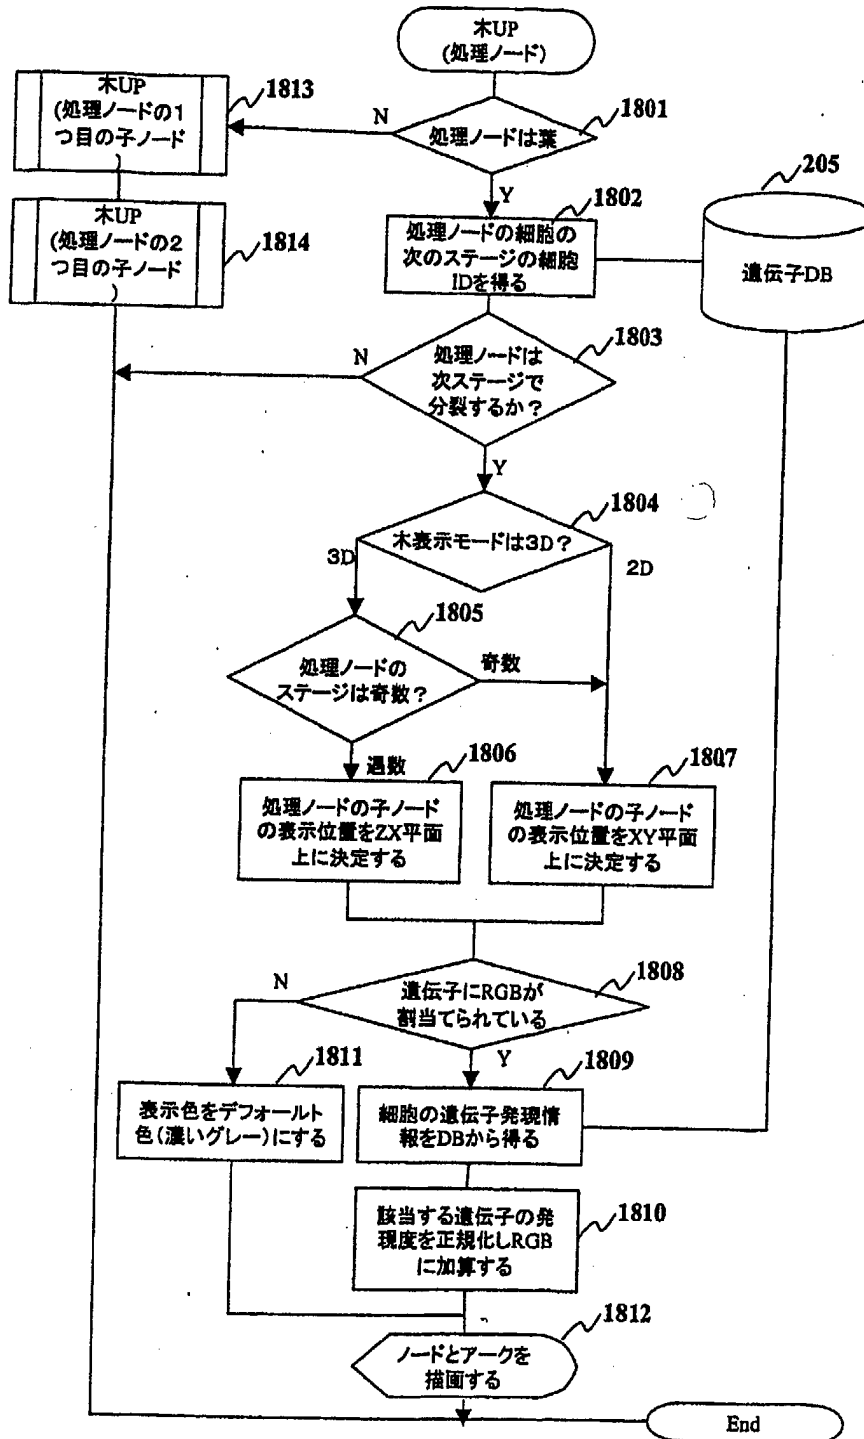 木UP
(処理ノード)
1801
処理ノードは葉
N
Y
1813
木UP
(処理ノードの1
つ目の子ノード
)
1814
木UP
(処理ノードの2
つ目の子ノード
)
1802
処理ノードの細胞の
次のステージの細胞
IDを得る
205
遺伝子DB
1803
処理ノードは
次ステージで
分裂するか？
N
Y
1804
木表示モードは3D？
3D
2D
1805
処理ノードの
ステージは奇数？
奇数
遇数
1806
処理ノードの子ノード
の表示位置をZX平面
上に決定する
1807
処理ノードの子ノード
の表示位置をXY平面
上に決定する
1808
遺伝子にRGBが
割当てられている
N
Y
1811
表示色をデフォールト
色(濃いグレー)にする
1809
細胞の遺伝子発現情
報をDBから得る
1810
該当する遺伝子の発
現度を正規化しRGB
に加算する
1812
ノードとアークを
描画する
End